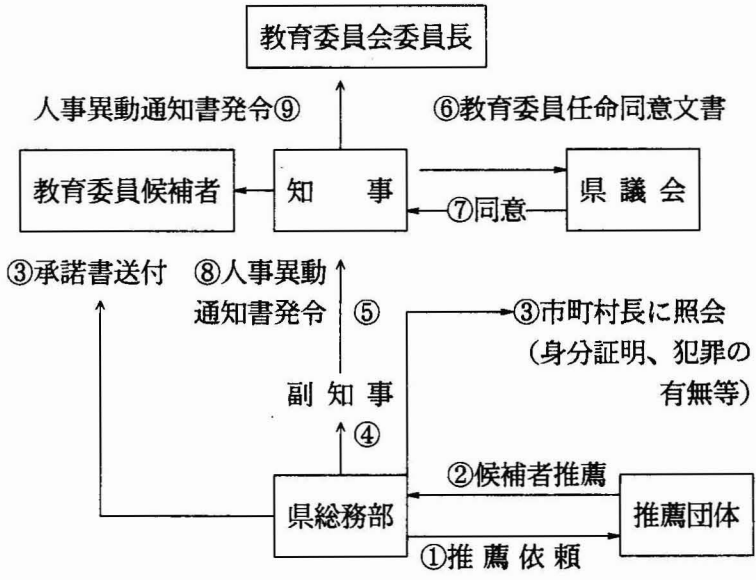 教育委員会委員長
人事異動通知書発令⑨
⑥教育委員任命同意文書
教育委員候補者
知　事
県議会
⑦同意
③承諾書送付
⑧人事異動
通知書発令
⑤
③市町村長に照会
（身分証明、犯罪の
有無等）
副知事
④
②候補者推薦
県総務部
推薦団体
①推薦依頼